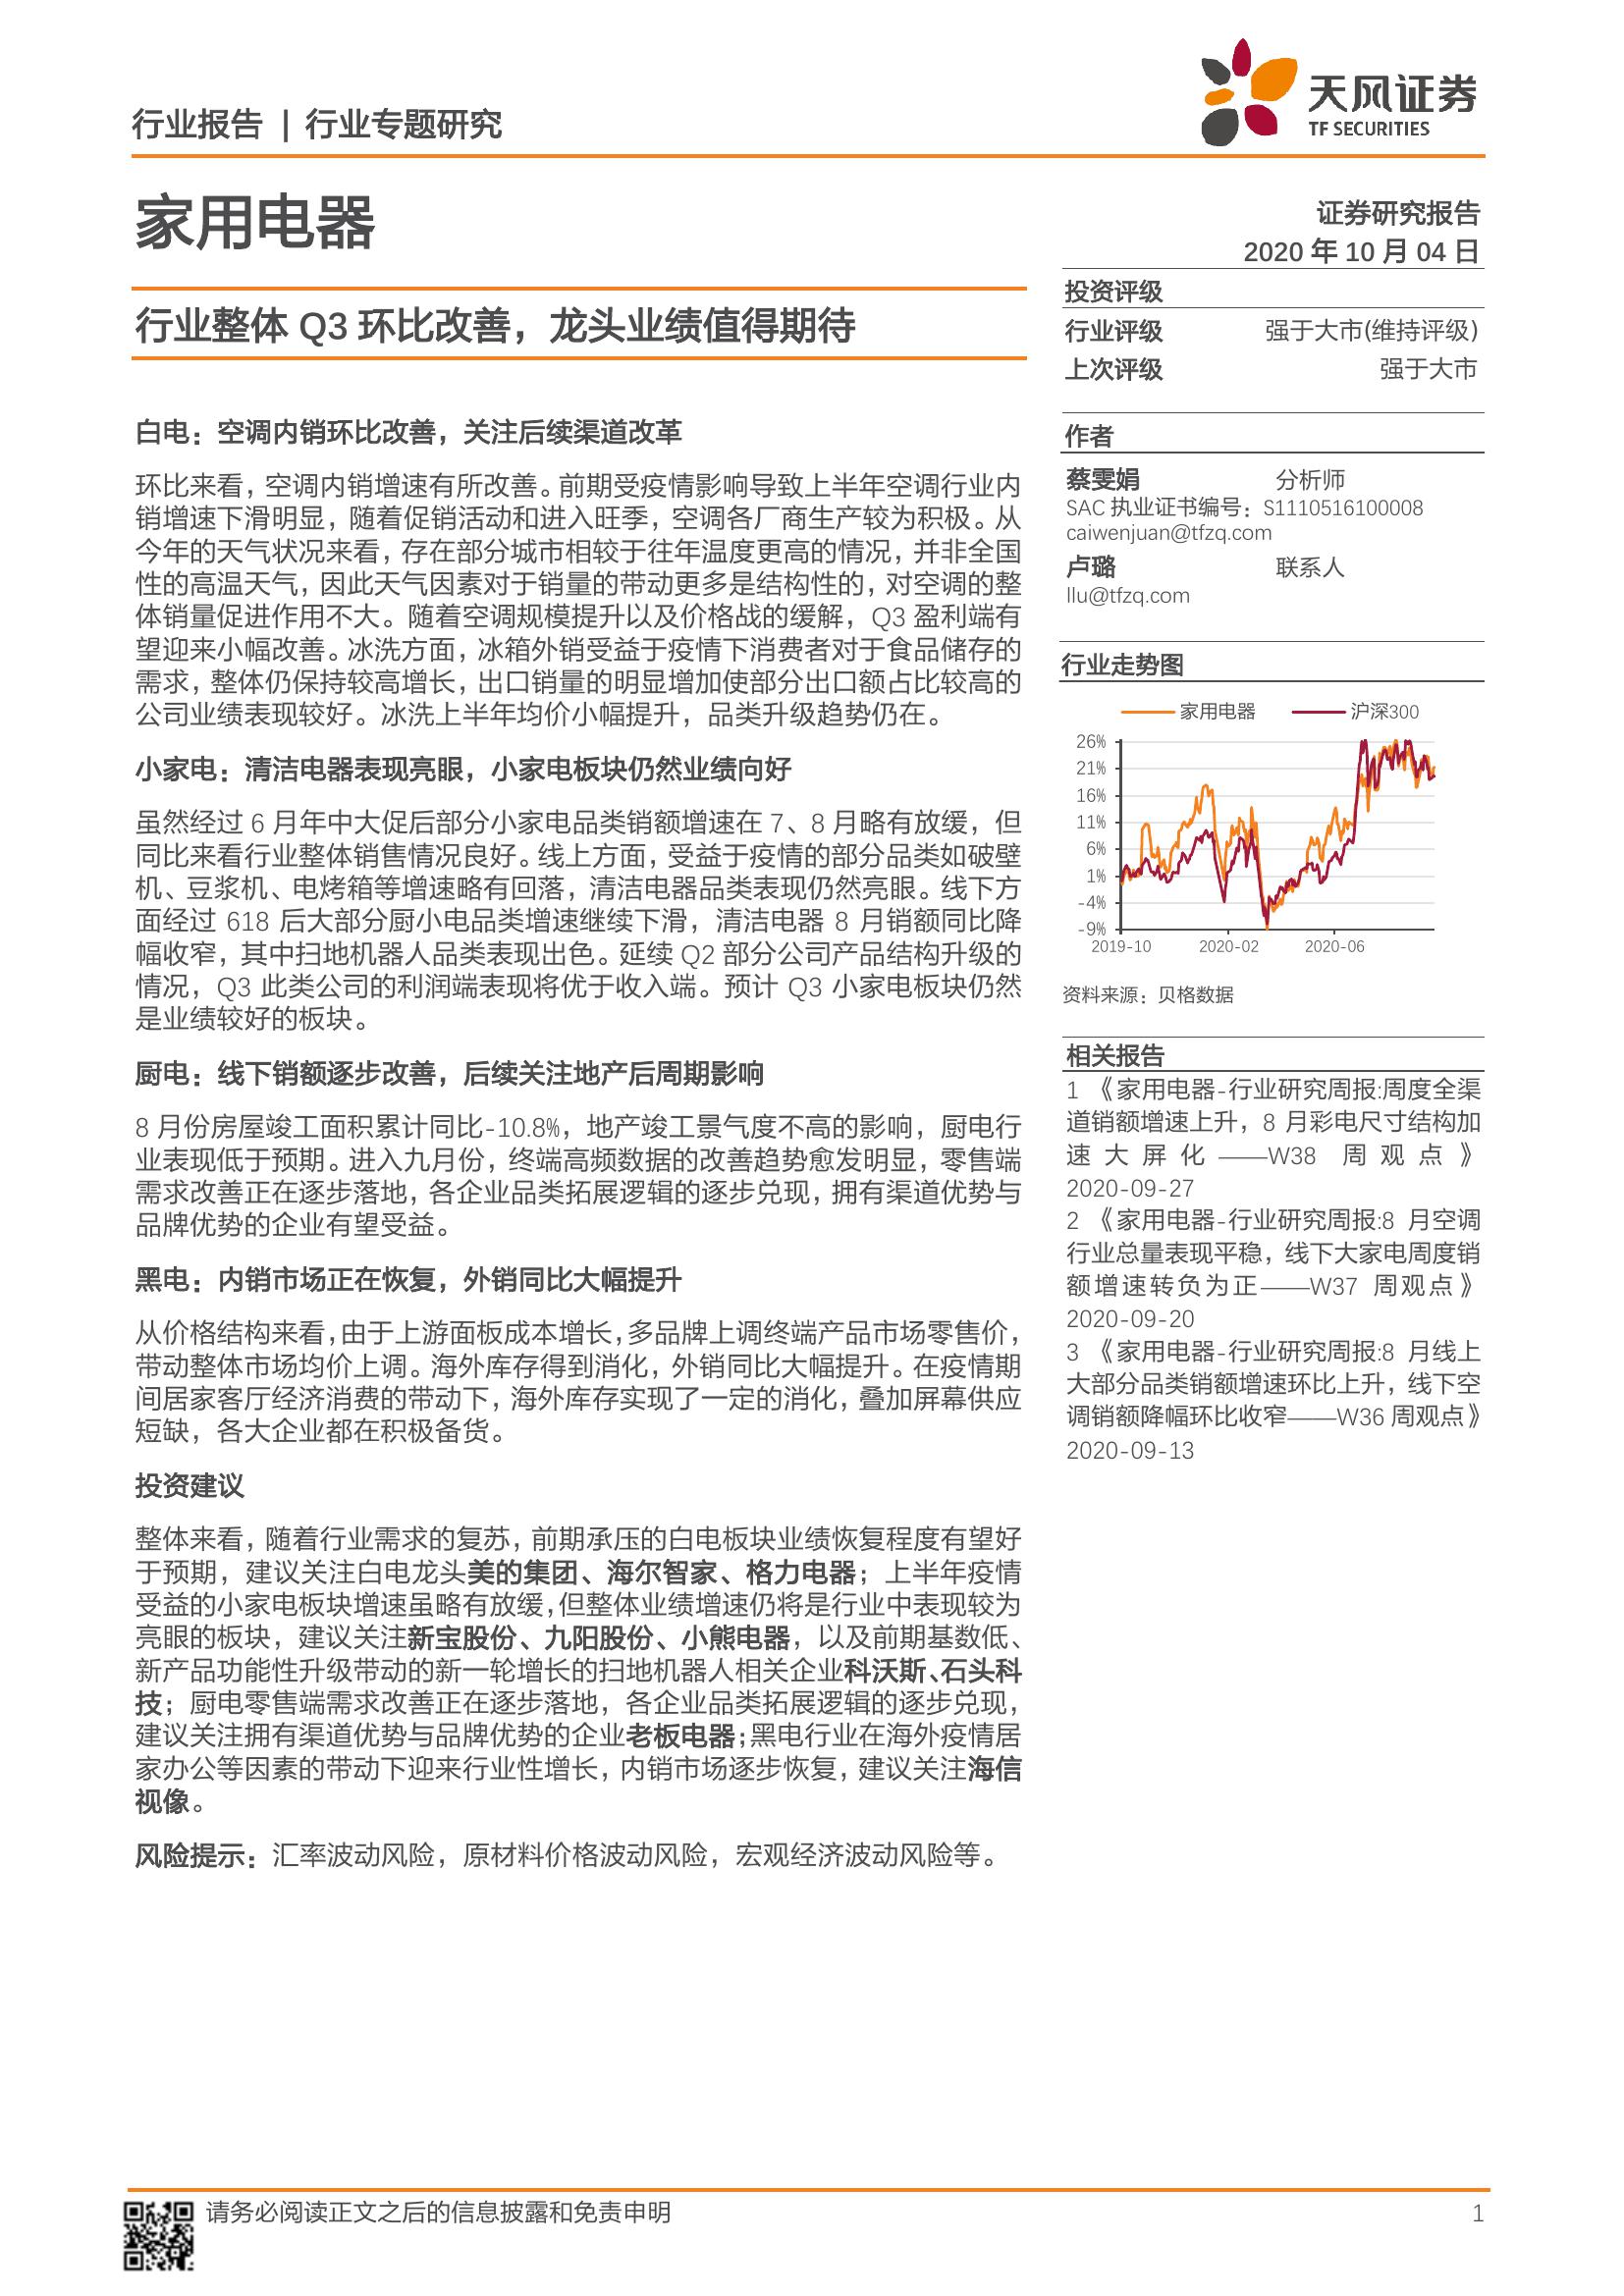 行业报告 | 行业专题研究
天风证券
TF SECURITIES
家用电器
证券研究报告
2020 年 10 月 04 日
行业整体 Q3 环比改善，龙头业绩值得期待
白电：空调内销环比改善，关注后续渠道改革
环比来看，空调内销增速有所改善。前期受疫情影响导致上半年空调行业内
销增速下滑明显，随着促销活动和进入旺季，空调各厂商生产较为积极。从
今年的天气状况来看，存在部分城市相较于往年温度更高的情况，并非全国
性的高温天气，因此天气因素对于销量的带动更多是结构性的，对空调的整
体销量促进作用不大。随着空调规模提升以及价格战的缓解，Q3 盈利端有
望迎来小幅改善。冰洗方面，冰箱外销受益于疫情下消费者对于食品储存的
需求，整体仍保持较高增长，出口销量的明显增加使部分出口额占比较高的
公司业绩表现较好。冰洗上半年均价小幅提升，品类升级趋势仍在。
小家电：清洁电器表现亮眼，小家电板块仍然业绩向好
虽然经过 6 月年中大促后部分小家电品类销额增速在 7、8 月略有放缓，但
同比来看行业整体销售情况良好。线上方面，受益于疫情的部分品类如破壁
机、豆浆机、电烤箱等增速略有回落，清洁电器品类表现仍然亮眼。线下方
面经过 618 后大部分厨小电品类增速继续下滑，清洁电器 8 月销额同比降
幅收窄，其中扫地机器人品类表现出色。延续 Q2 部分公司产品结构升级的
情况，Q3 此类公司的利润端表现将优于收入端。预计 Q3 小家电板块仍然
是业绩较好的板块。
厨电：线下销额逐步改善，后续关注地产后周期影响
8 月份房屋竣工面积累计同比-10.8%，地产竣工景气度不高的影响，厨电行
业表现低于预期。进入九月份，终端高频数据的改善趋势愈发明显，零售端
需求改善正在逐步落地，各企业品类拓展逻辑的逐步兑现，拥有渠道优势与
品牌优势的企业有望受益。
黑电：内销市场正在恢复，外销同比大幅提升
从价格结构来看，由于上游面板成本增长，多品牌上调终端产品市场零售价，
带动整体市场均价上调。海外库存得到消化，外销同比大幅提升。在疫情期
间居家客厅经济消费的带动下，海外库存实现了一定的消化，叠加屏幕供应
短缺，各大企业都在积极备货。
投资建议
整体来看，随着行业需求的复苏，前期承压的白电板块业绩恢复程度有望好
于预期，建议关注白电龙头美的集团、海尔智家、格力电器；上半年疫情
受益的小家电板块增速虽略有放缓，但整体业绩增速仍将是行业中表现较为
亮眼的板块，建议关注新宝股份、九阳股份、小熊电器，以及前期基数低、
新产品功能性升级带动的新一轮增长的扫地机器人相关企业科沃斯、石头科
技；厨电零售端需求改善正在逐步落地，各企业品类拓展逻辑的逐步兑现，
建议关注拥有渠道优势与品牌优势的企业老板电器；黑电行业在海外疫情居
家办公等因素的带动下迎来行业性增长，内销市场逐步恢复，建议关注海信
视像。
风险提示：汇率波动风险，原材料价格波动风险，宏观经济波动风险等。
投资评级
行业评级 强于大市(维持评级)
上次评级 强于大市
作者
蔡雯娟 分析师
SAC 执业证书编号：S1110516100008
caiwenjuan@tfzq.com
卢璐 联系人
llu@tfzq.com
行业走势图
家用电器 沪深300
26%
21%
16%
11%
6%
1%
-4%
-9%
2019-10 2020-02 2020-06
资料来源：贝格数据
相关报告
1 《家用电器-行业研究周报:周度全渠
道销额增速上升，8 月彩电尺寸结构加
速大屏化——W38 周观点》
2020-09-27
2 《家用电器-行业研究周报:8 月空调
行业总量表现平稳，线下大家电周度销
额增速转负为正——W37 周观点》
2020-09-20
3 《家用电器-行业研究周报:8 月线上
大部分品类销额增速环比上升，线下空
调销额降幅环比收窄——W36 周观点》
2020-09-13
请务必阅读正文之后的信息披露和免责申明 1